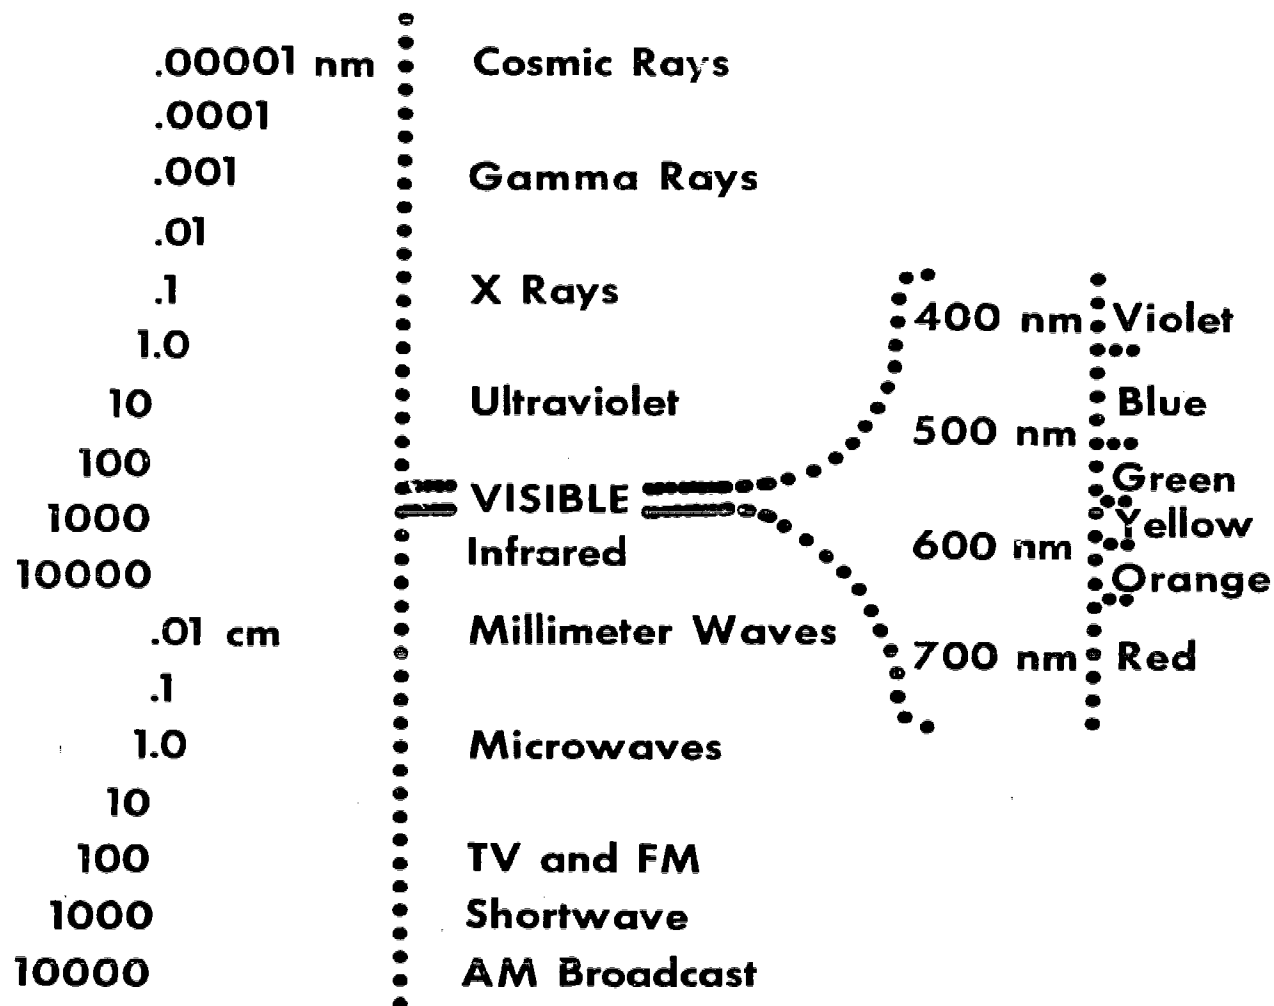 .00001 nm Cosmic Rays
.0001
.001 Gamma Rays
.01
.1 X Rays
1.0
10 Ultraviolet
100
VISIBLE
1000
Infrared
10000
.01 cm Millimeter Waves
.1
1.0 Microwaves
10
100 TV and FM
1000 Shortwave
10000 AM Broadcast
400 nm Violet
Blue
500 nm
Green
Yellow
600 nm
Orange
700 nm Red